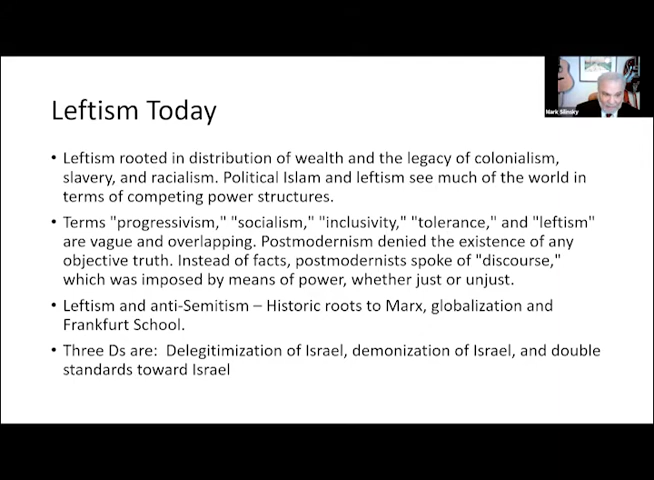 Leftism Today
Mark Silinsky
• Leftism rooted in distribution of wealth and the legacy of colonialism,
slavery, and racialism. Political Islam and leftism see much of the world in
terms of competing power structures.
• Terms "progressivism," "socialism," "inclusivity," "tolerance," and "leftism"
are vague and overlapping. Postmodernism denied the existence of any
objective truth. Instead of facts, postmodernists spoke of "discourse,"
which was imposed by means of power, whether just or unjust.
• Leftism and anti-Semitism – Historic roots to Marx, globalization and
Frankfurt School.
• Three Ds are:  Delegitimization of Israel, demonization of Israel, and double
standards toward Israel